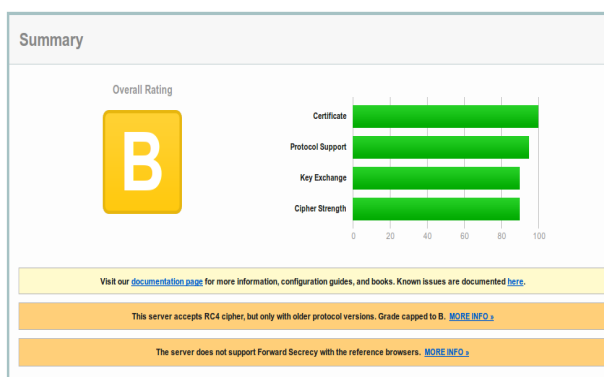 Summary
Overall Rating
B
Certificate
Protocol Support
Key Exchange
Cipher Strength
0 20 40 60 80 100
Visit our documentation page for more information, configuration guides, and books. Known issues are documented here.
This server accepts RC4 cipher, but only with older protocol versions. Grade capped to B. MORE INFO »
The server does not support Forward Secrecy with the reference browsers. MORE INFO »